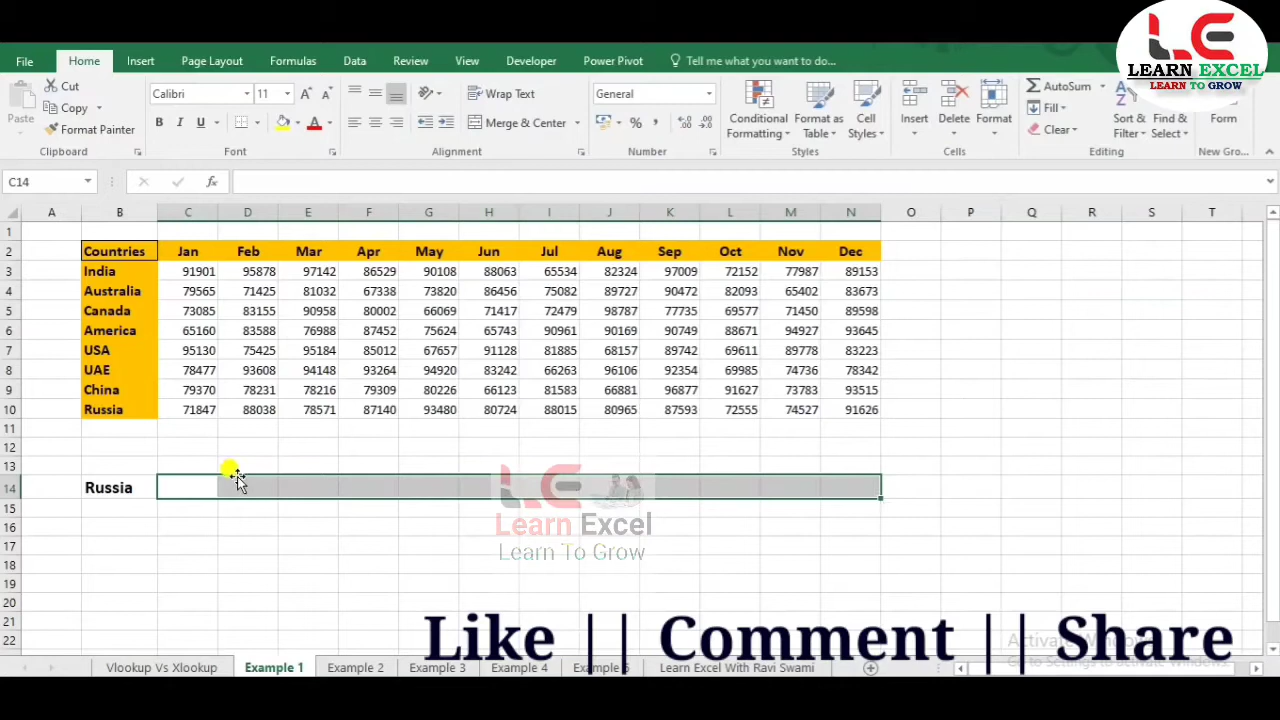 LEARN EXCEL
LEARN TO GROW
File Home Insert Page Layout Formulas Data Review View Developer Power Pivot Tell me what you want to do...
Paste
Cut
Copy
Format Painter
Clipboard
Calibri 11
B I U
Font
Wrap Text
Merge & Center
Alignment
General
Number
Conditional Formatting
Format as Table
Cell Styles
Styles
Insert Delete Format
Cells
AutoSum
Fill
Clear
Sort & Filter
Find & Select
Editing
Form
New Gro...
C14 fx
A B C D E F G H I J K L M N O P Q R S T
1
2 Countries Jan Feb Mar Apr May Jun Jul Aug Sep Oct Nov Dec
3 India 91901 95878 97142 86529 90108 88063 65534 82324 97009 72152 77987 89153
4 Australia 79565 71425 81032 67338 73820 86456 75082 89727 90472 82093 65402 83673
5 Canada 73085 83155 90958 80002 66069 71417 72479 98787 77735 69577 71450 89598
6 America 65160 83588 76988 87452 75624 65743 90961 90169 90749 88671 94927 93645
7 USA 95130 75425 95184 85012 67657 91128 81885 68157 89742 69611 89778 83223
8 UAE 78477 93608 94148 93264 94920 83242 66263 96106 92354 69985 74736 78342
9 China 79370 78231 78216 79309 80226 66123 81583 66881 96877 91627 73783 93515
10 Russia 71847 88038 78571 87140 93480 80724 88015 80965 87593 72555 74527 91626
11
12
13
14 Russia
15
16
17
18
19
20
21
22
Learn Excel
Learn To Grow
Like || Comment || Share
Activate Windows
Go to Settings to activate Windows.
Vlookup Vs Xlookup Example 1 Example 2 Example 3 Example 4 Example 5 Learn Excel With Ravi Swami